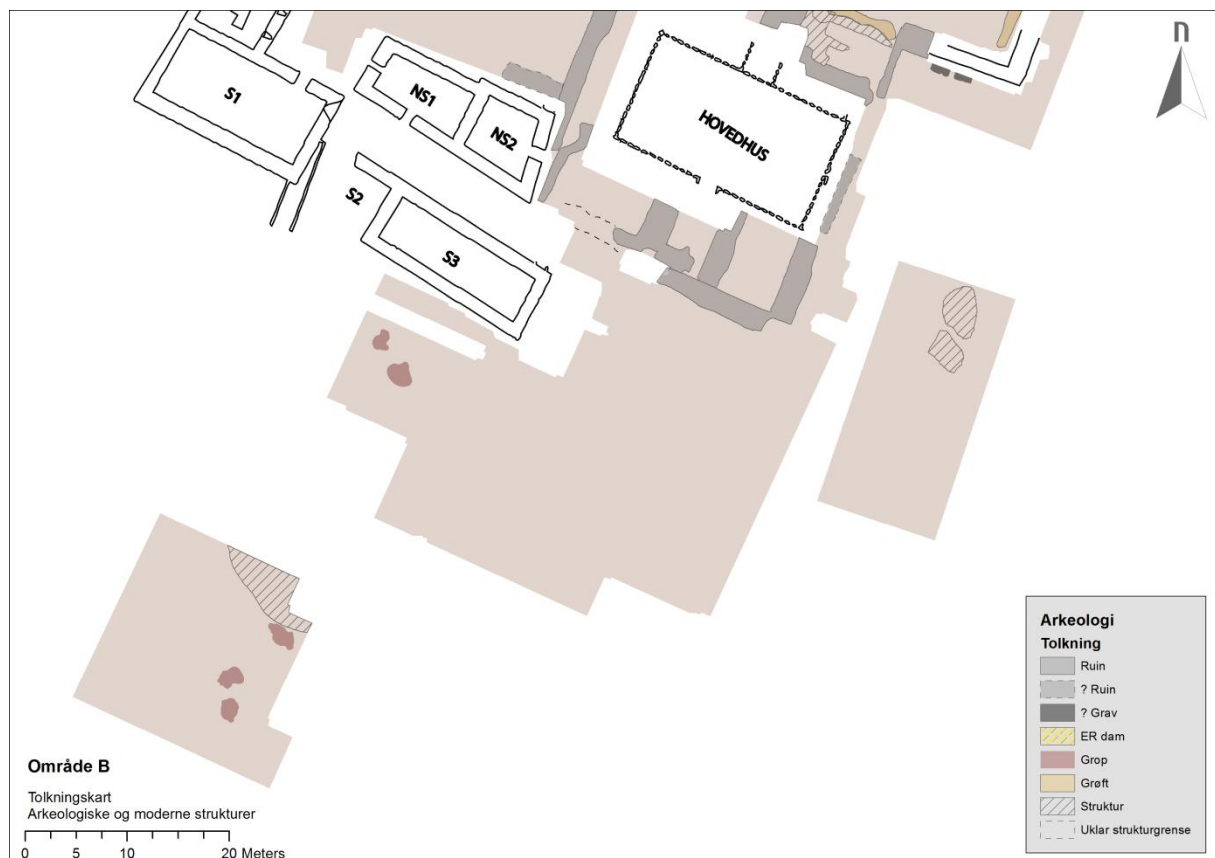 n
S1
NS1
NS2
HOVEDHUS
S2
S3
Arkeologi
Tolkning
Ruin
? Ruin
? Grav
ER dam
Grop
Grøft
Struktur
Uklar strukturgrense
Område B
Tolkningskart
Arkeologiske og moderne strukturer
0 5 10 20 Meters